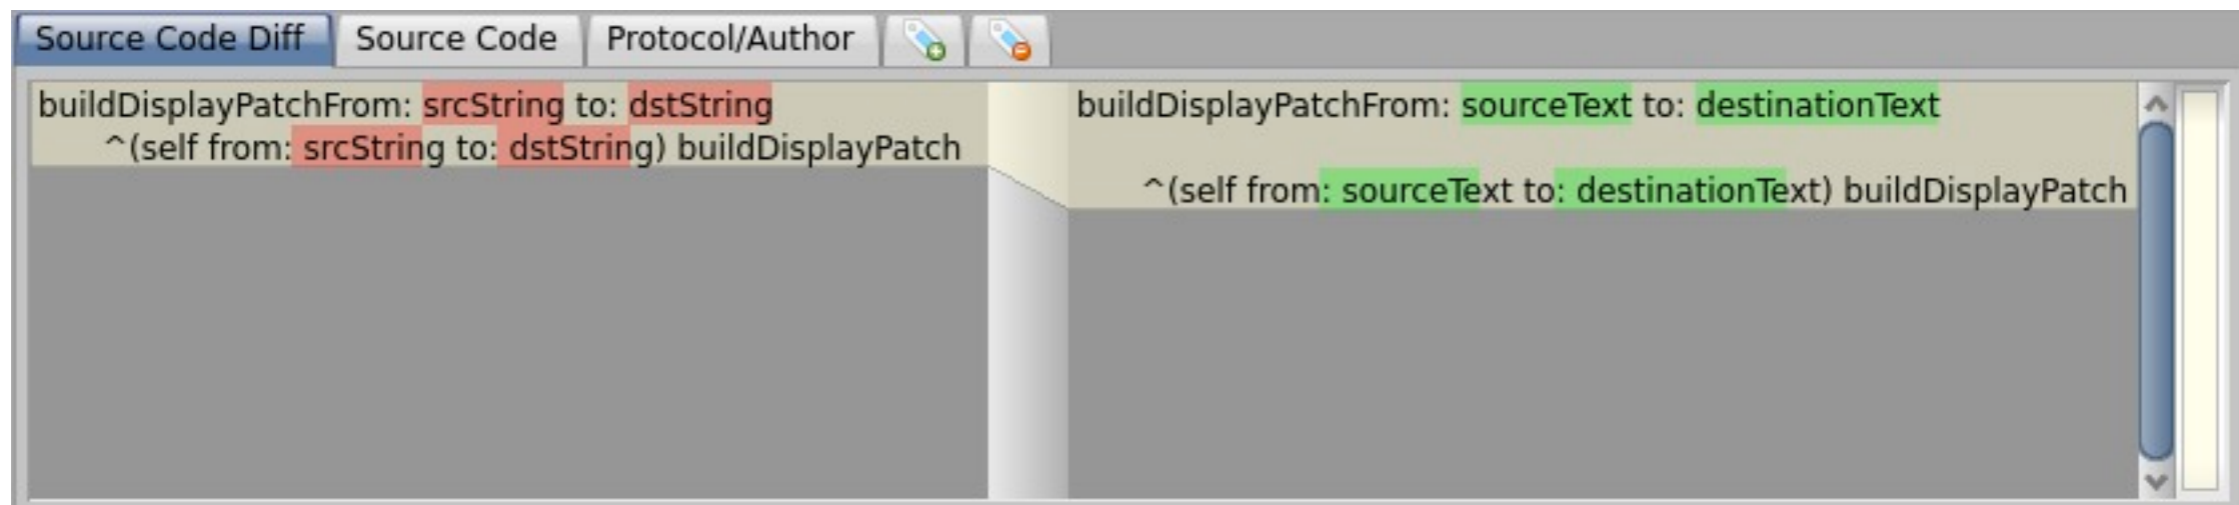 Source Code Diff Source Code Protocol/Author
buildDisplayPatchFrom: srcString to: dstString
^(self from: srcString to: dstString) buildDisplayPatch
buildDisplayPatchFrom: sourceText to: destinationText
^(self from: sourceText to: destinationText) buildDisplayPatch